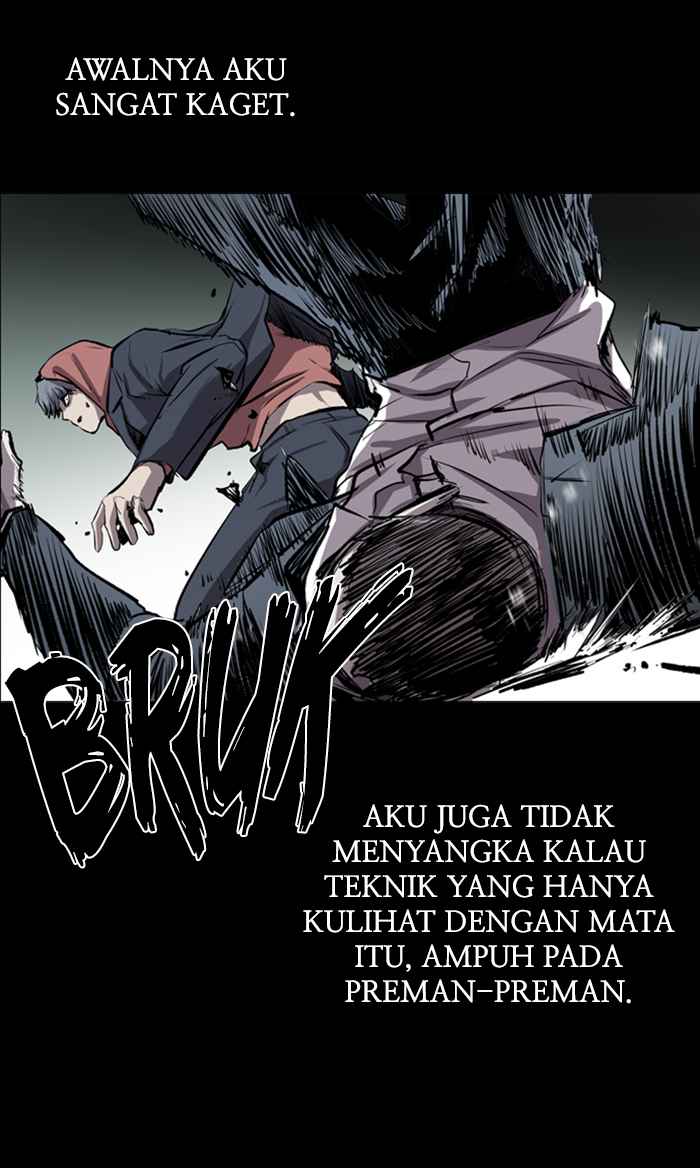 AWALNYA AKU
SANGAT KAGET.
BRUK
AKU JUGA TIDAK
MENYANGKA KALAU
TEKNIK YANG HANYA
KULIHAT DENGAN MATA
ITU, AMPUH PADA
PREMAN-PREMAN.